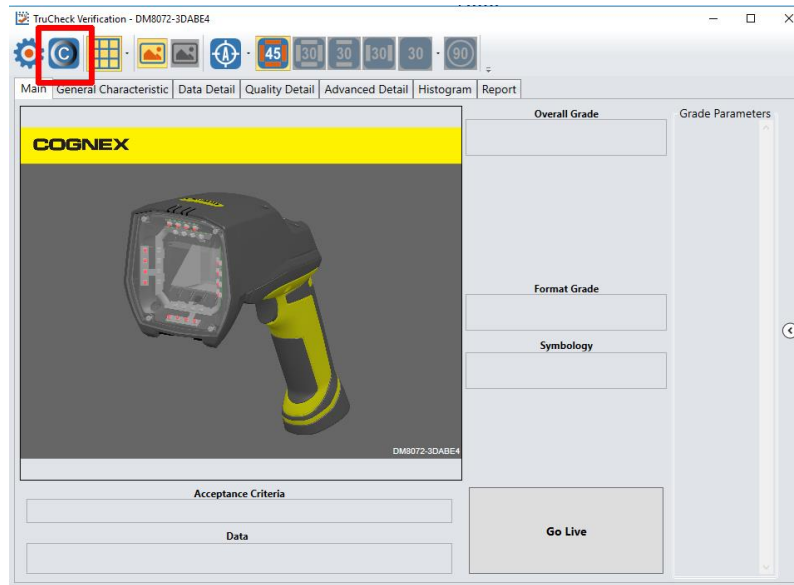 TruCheck Verification - DM8072-3DABE4
C A 45 30 30 30 30 90
Main General Characteristic Data Detail Quality Detail Advanced Detail Histogram Report
Overall Grade Grade Parameters
COGNEX
Format Grade
Symbology
DM8072-3DABE4
Acceptance Criteria
Go Live
Data